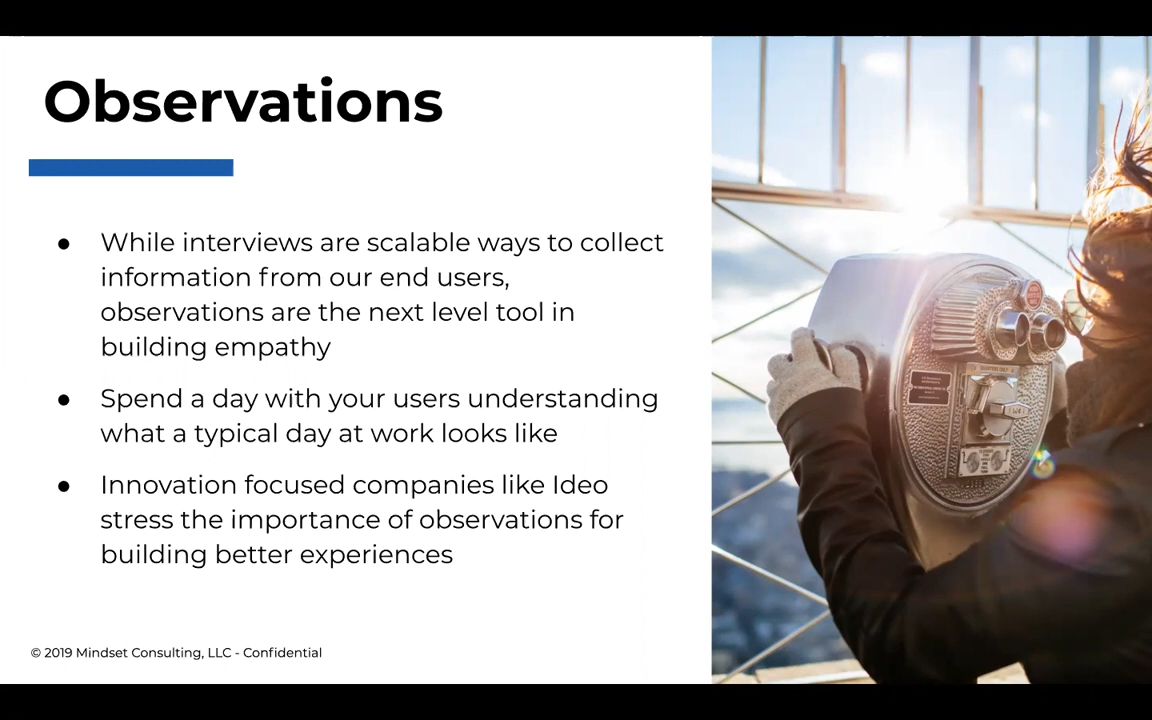 Observations
● While interviews are scalable ways to collect
information from our end users,
observations are the next level tool in
building empathy
● Spend a day with your users understanding
what a typical day at work looks like
● Innovation focused companies like Ideo
stress the importance of observations for
building better experiences
© 2019 Mindset Consulting, LLC - Confidential